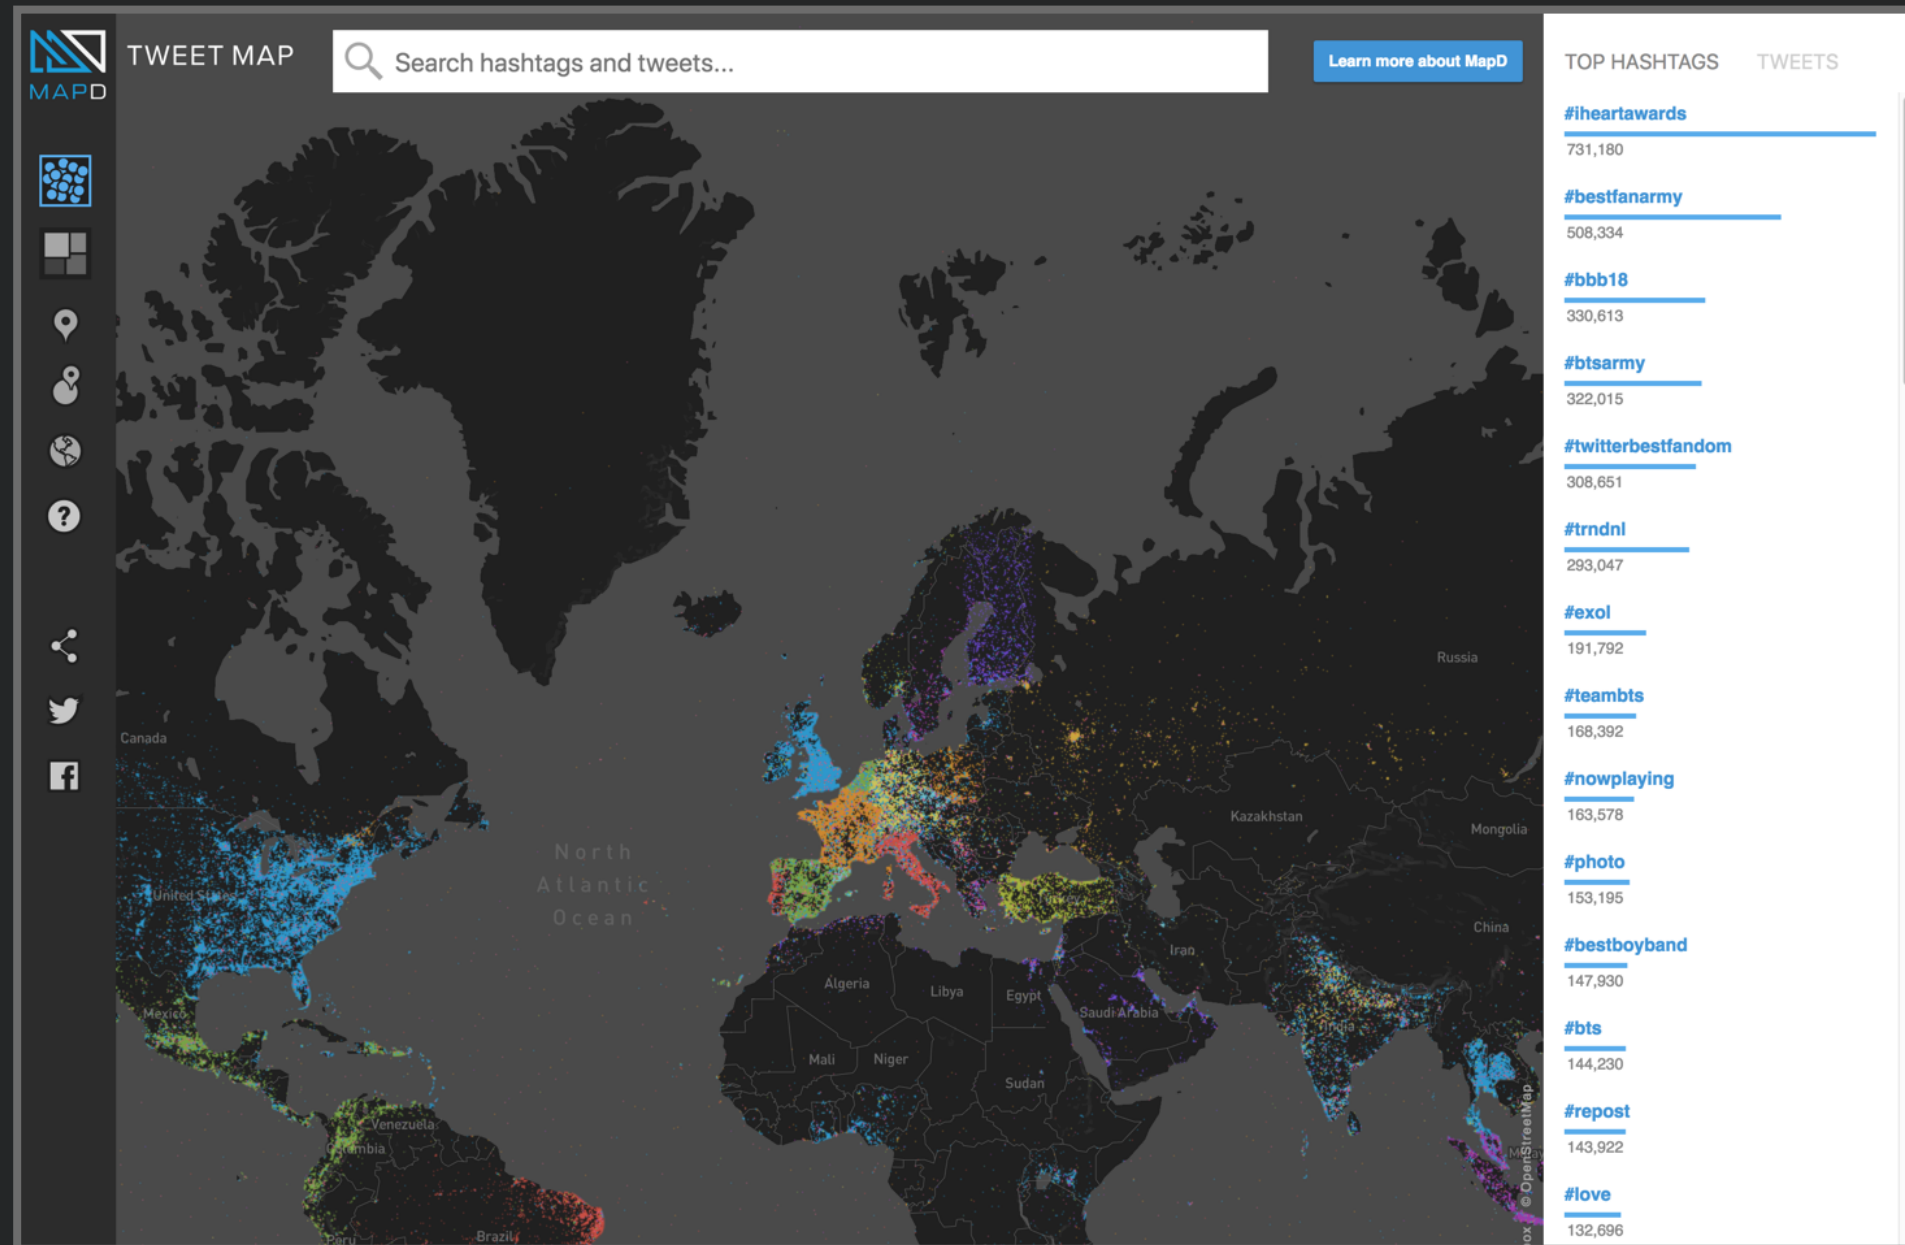 MAPD
TWEET MAP
Search hashtags and tweets...
Learn more about MapD
TOP HASHTAGS
TWEETS
#iheartawards
731,180
#bestfanarmy
508,334
#bbb18
330,613
#btsarmy
322,015
#twitterbestfandom
308,651
#trndnl
293,047
#exol
191,792
#teambts
168,392
#nowplaying
163,578
#photo
153,195
#bestboyband
147,930
#bts
144,230
#repost
143,922
#love
132,696
Russia
Canada
Kazakhstan
Mongolia
North
Atlantic
Ocean
United States
China
Iran
Algeria
Libya
Egypt
Saudi Arabia
Mexico
India
Mali
Niger
Sudan
Venezuela
Brazil
Peru
© OpenStreetMap